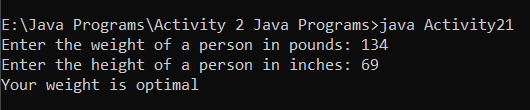 E:\Java Programs\Activity 2 Java Programs>java Activity21
Enter the weight of a person in pounds: 134
Enter the height of a person in inches: 69
Your weight is optimal